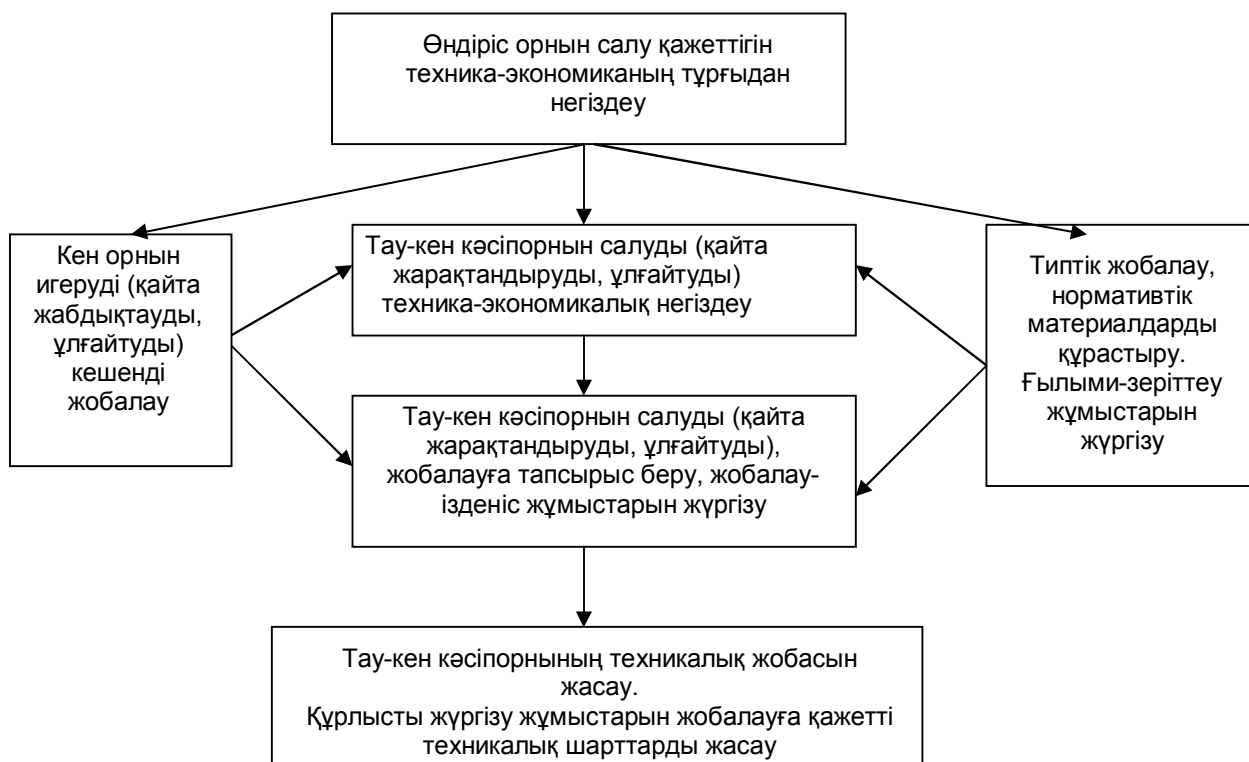 Өндіріс орнын салу қажеттігін
техника-экономиканың тұрғыдан
негіздеу
Кен орнын
игеруді (қайта
жабдықтауды,
ұлғайтуды)
кешенді
жобалау
Тау-кен кәсіпорнын салуды (қайта
жарақтандыруды, ұлғайтуды)
техника-экономикалық негіздеу
Типтік жобалау,
нормативтік
материалдарды
құрастыру.
Ғылыми-зеріттеу
жұмыстарын
жүргізу
Тау-кен кәсіпорнын салуды (қайта
жарақтандыруды, ұлғайтуды),
жобалауға тапсырыс беру, жобалау-
ізденіс жұмыстарын жүргізу
Тау-кен кәсіпорнының техникалық жобасын
жасау.
Құрлысты жүргізу жұмыстарын жобалауға қажетті
техникалық шарттарды жасау